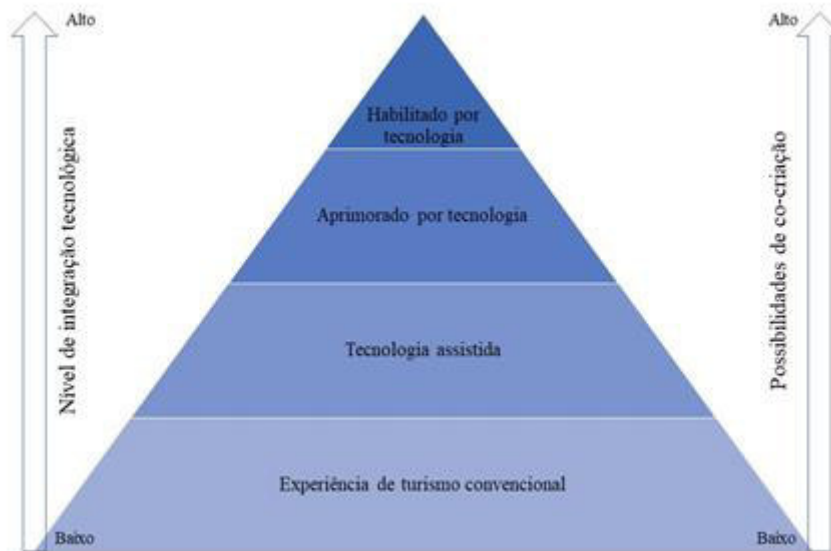 Alto
Alto
Habilitado por
tecnologia
Aprimorado por tecnologia
Nível de integração tecnológica
Possibilidades de co-criação
Tecnologia assistida
Experiência de turismo convencional
Baixo
Baixo